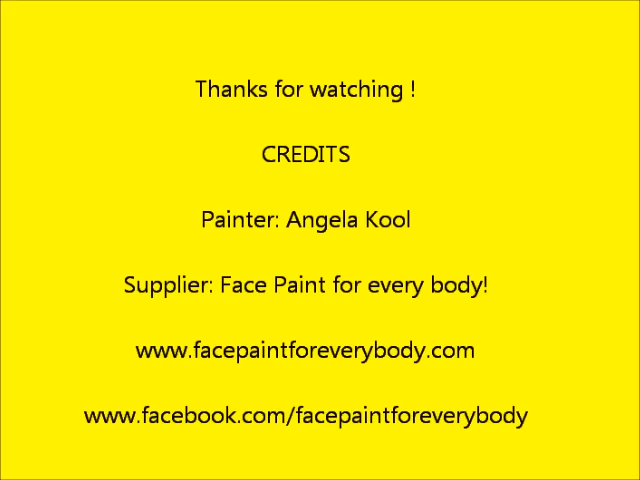 Thanks for watching !
CREDITS
Painter: Angela Kool
Supplier: Face Paint for every body!
www.facepaintforeverybody.com
www.facebook.com/facepaintforeverybody